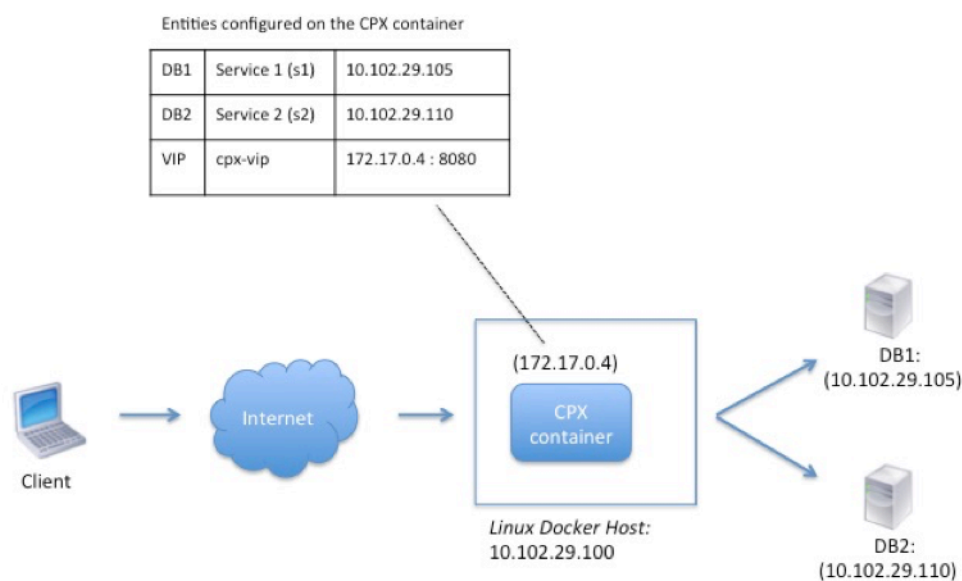 Entities configured on the CPX container
DB1 Service 1 (s1) 10.102.29.105
DB2 Service 2 (s2) 10.102.29.110
VIP cpx-vip 172.17.0.4 : 8080
(172.17.0.4)
CPX
container
Internet
Client
Linux Docker Host:
10.102.29.100
DB1:
(10.102.29.105)
DB2:
(10.102.29.110)